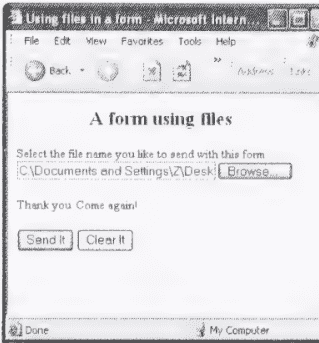 Using files in a form - Microsoft Intern...
File Edit View Favorites Tools Help
Back Address Links
A form using files
Select the file name you like to send with this form
C:\Documents and Settings\Z\Desk Browse...
Thank you Come again!
Send It Clear It
Done My Computer